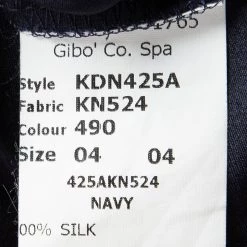 Gibo' Co. Spa
Style KDN425A
Fabric KN524
Colour 490
Size 04 04
425AKN524
NAVY
00% SILK